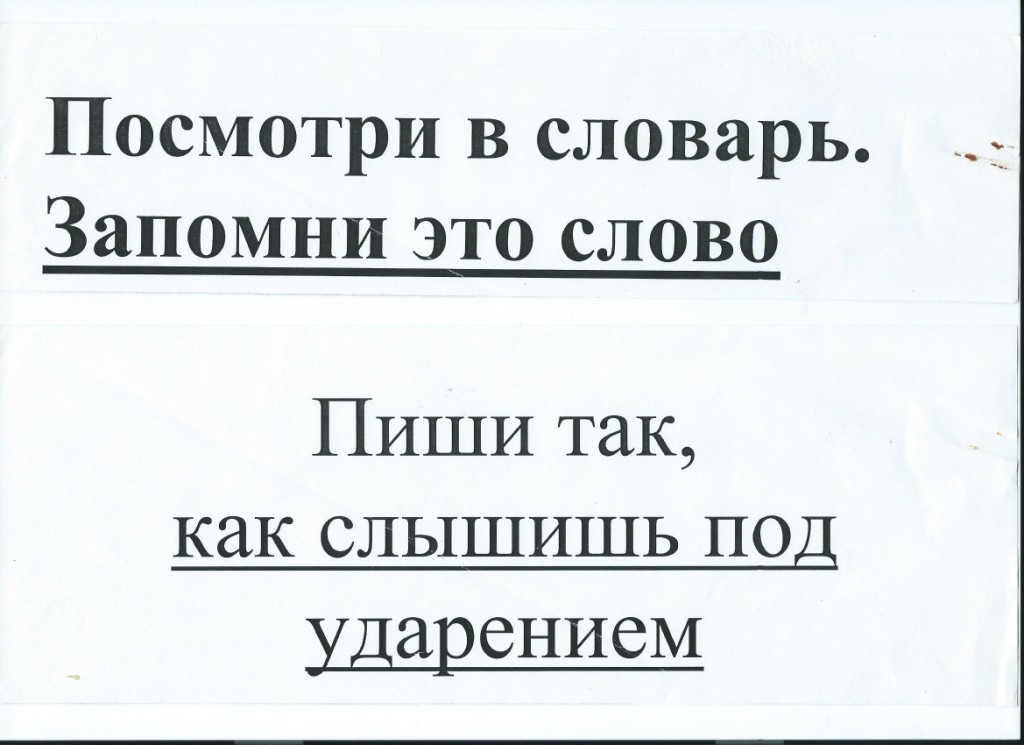 Посмотри в словарь.
Запомни это слово
Пиши так,
как слышишь под
ударением